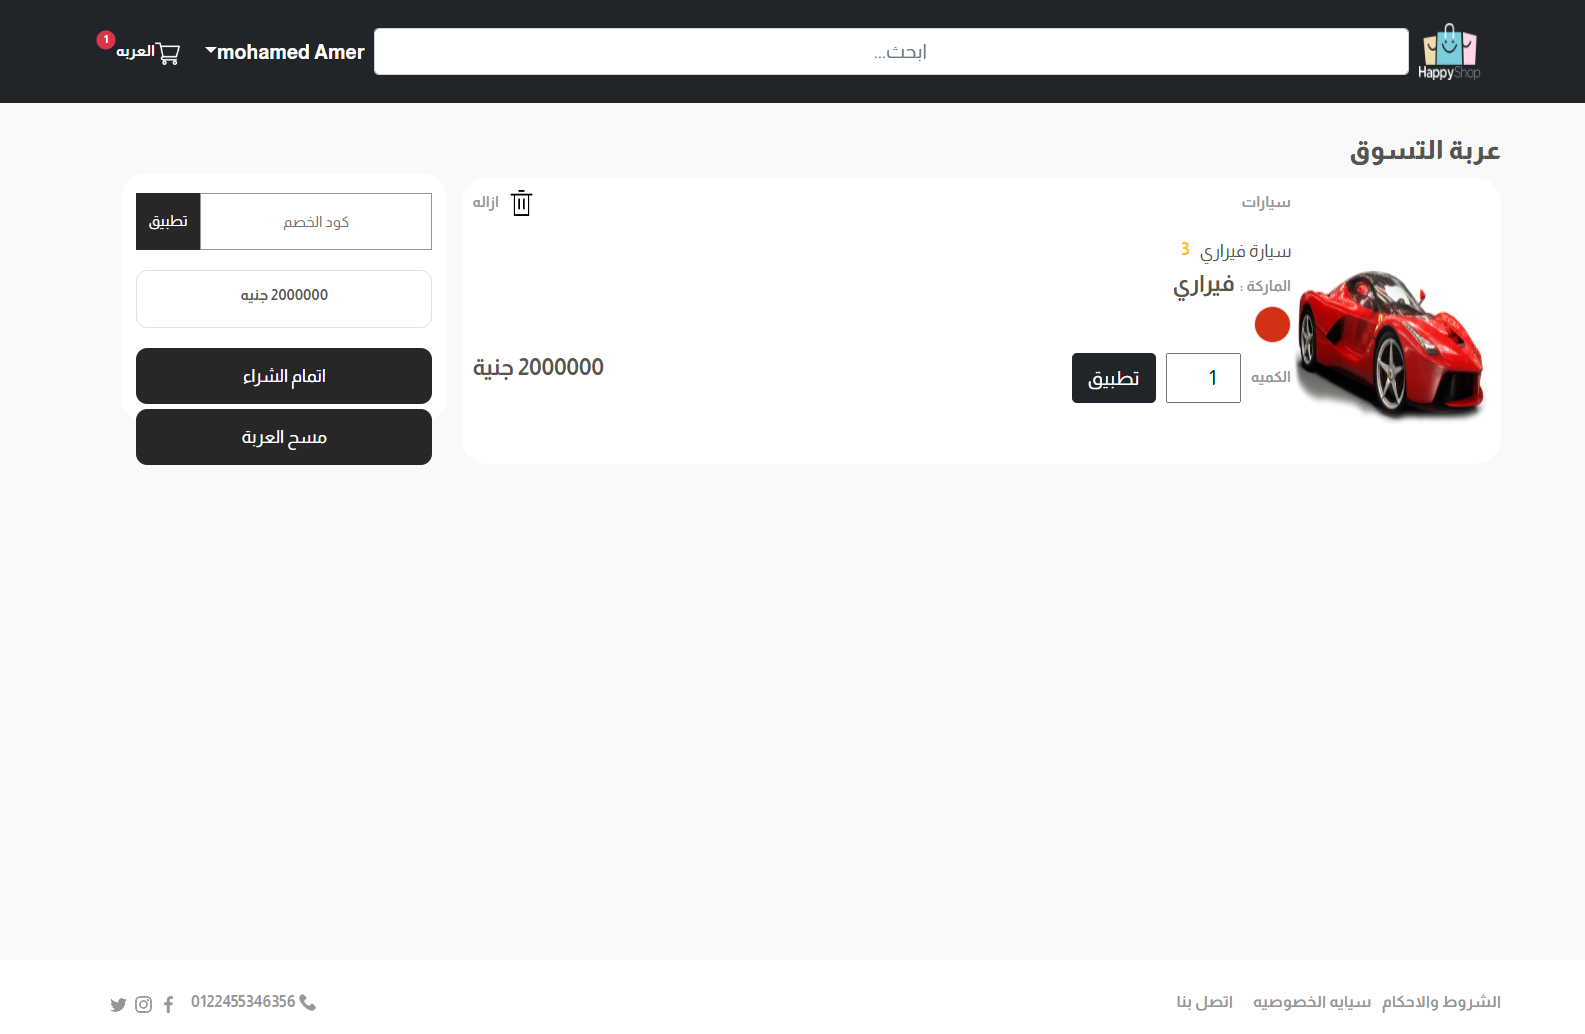 HappyShop
ابحث...
mohamed Amer
العربه
1
عربة التسوق
سيارات
ازاله
سيارة فيراري 3
الماركة : فيراري
الكميه 1 تطبيق
2000000 جنية
كود الخصم تطبيق
2000000 جنيه
اتمام الشراء
مسح العربة
الشروط والاحكام سيايه الخصوصيه اتصل بنا
0122455346356